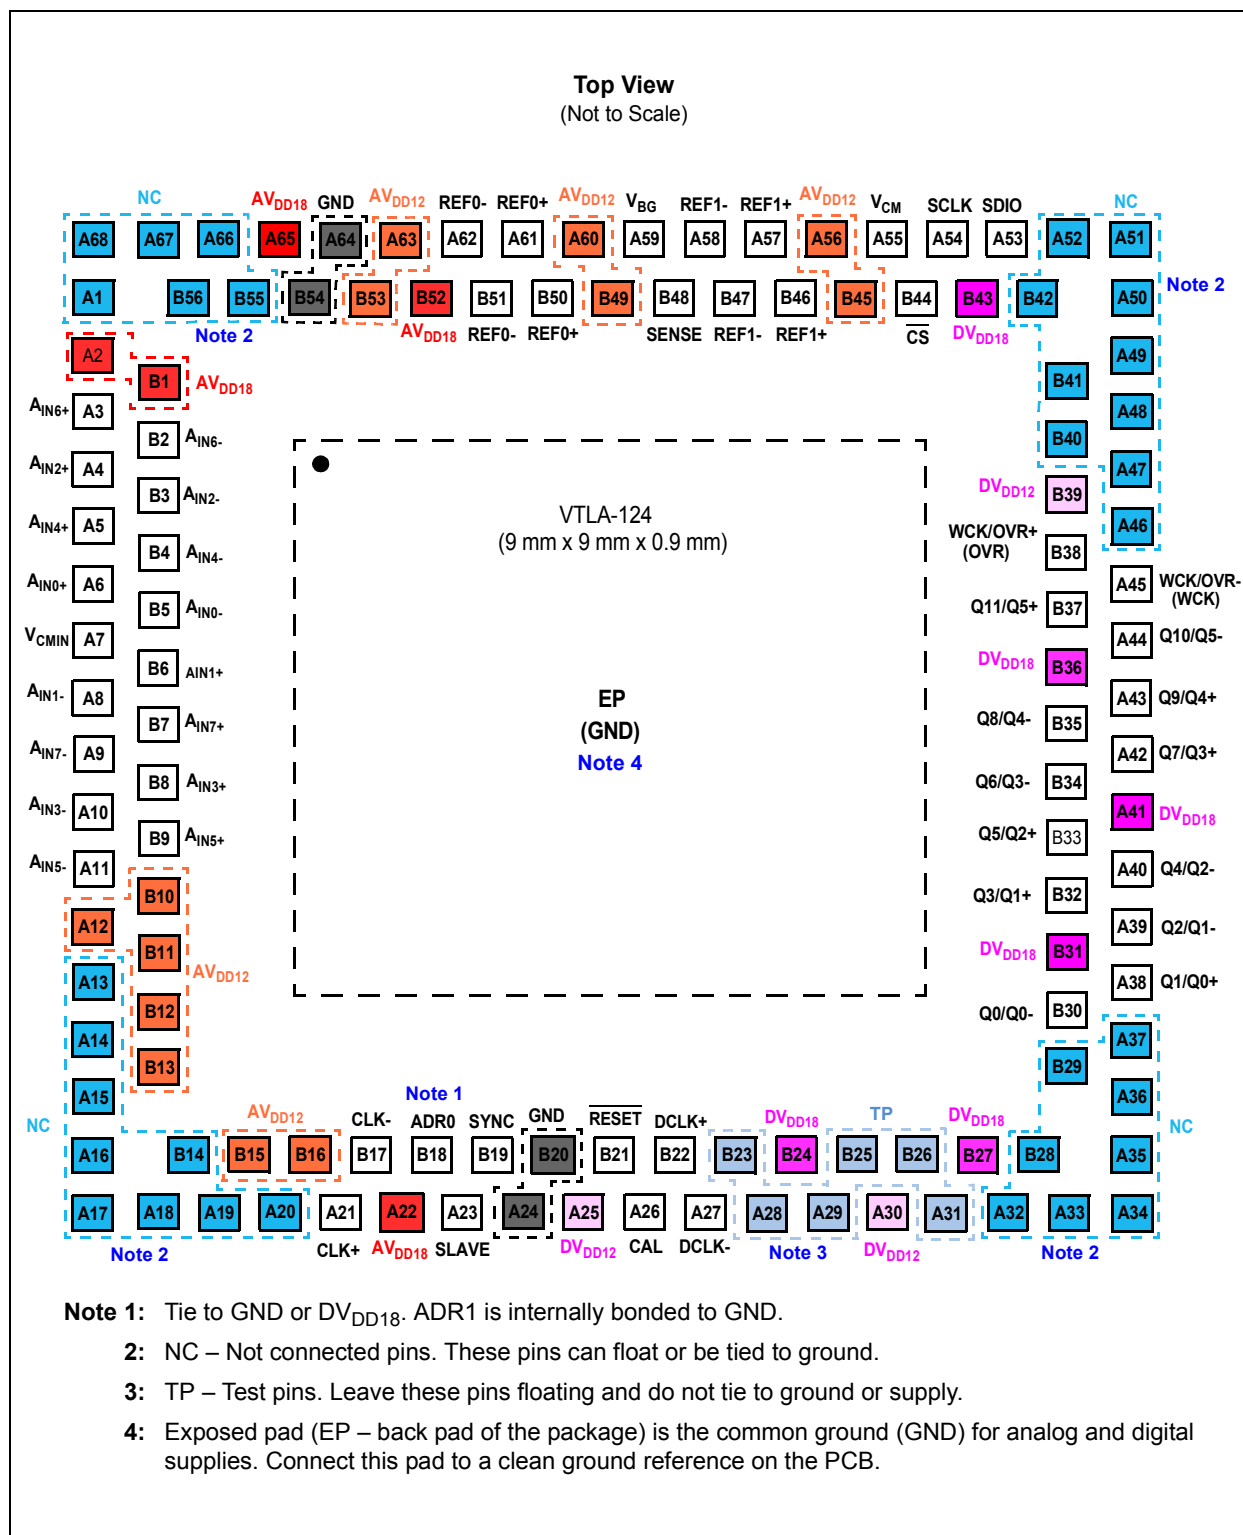 Top View
(Not to Scale)
NC AVDD18 GND AVDD12 REF0- REF0+ AVDD12 VBG REF1- REF1+ AVDD12 VCM SCLK SDIO NC
A68 A67 A66 A65 A64 A63 A62 A61 A60 A59 A58 A57 A56 A55 A54 A53 A52 A51
A1 B56 B55 B54 B53 B52 B51 B50 B49 B48 B47 B46 B45 B44 B43 B42 A50 Note 2
Note 2 AVDD18 REF0- REF0+ SENSE REF1- REF1+ CS DVDD18
A2 A49
B1 AVDD18 B41
AIN6+ A3 A48
B2 AIN6- B40
AIN2+ A4 A47
B3 AIN2- DVDD12 B39
AIN4+ A5 VTLA-124 A46
(9 mm x 9 mm x 0.9 mm)
B4 AIN4- WCK/OVR+ (OVR) B38
AIN0+ A6 A45 WCK/OVR- (WCK)
B5 AIN0- Q11/Q5+ B37
VCMIN A7 A44 Q10/Q5-
B6 AIN1+ DVDD18 B36
AIN1- A8 EP A43 Q9/Q4+
B7 AIN7+ (GND) Q8/Q4- B35
AIN7- A9 Note 4 A42 Q7/Q3+
B8 AIN3+ Q6/Q3- B34
AIN3- A10 A41 DVDD18
B9 AIN5+ Q5/Q2+ B33
AIN5- A11 A40 Q4/Q2-
B10 Q3/Q1+ B32
A12 A39 Q2/Q1-
B11 AVDD12 DVDD18 B31
A13 A38 Q1/Q0+
B12 Q0/Q0- B30
A14 A37
B13 B29
A15 A36
Note 1
NC AVDD12 CLK- ADR0 SYNC GND RESET DCLK+ DVDD18 TP DVDD18 NC
A16 B14 B15 B16 B17 B18 B19 B20 B21 B22 B23 B24 B25 B26 B27 B28 A35
A17 A18 A19 A20 A21 A22 A23 A24 A25 A26 A27 A28 A29 A30 A31 A32 A33 A34
Note 2 CLK+ AVDD18 SLAVE DVDD12 CAL DCLK- Note 3 DVDD12 Note 2
Note 1: Tie to GND or DVDD18. ADR1 is internally bonded to GND.
2: NC – Not connected pins. These pins can float or be tied to ground.
3: TP – Test pins. Leave these pins floating and do not tie to ground or supply.
4: Exposed pad (EP – back pad of the package) is the common ground (GND) for analog and digital
supplies. Connect this pad to a clean ground reference on the PCB.